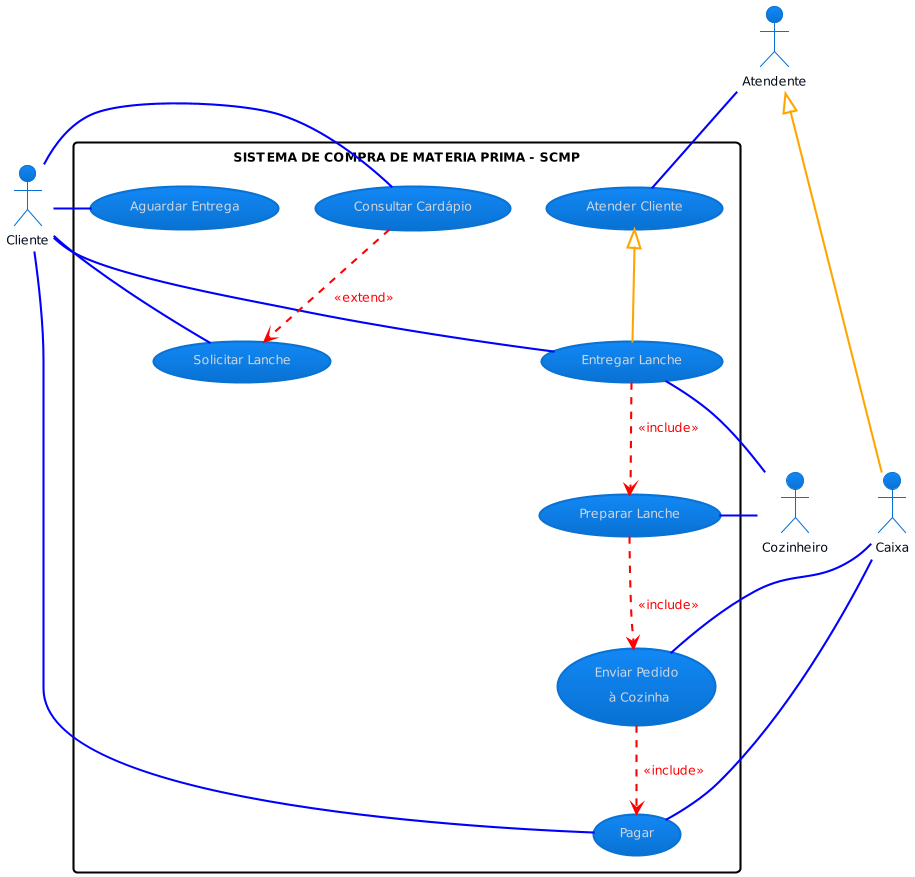 Atendente
SISTEMA DE COMPRA DE MATERIA PRIMA - SCMP
Aguardar Entrega
Consultar Cardápio
Atender Cliente
Cliente
«extend»
Solicitar Lanche
Entregar Lanche
«include»
Preparar Lanche
Cozinheiro
Caixa
«include»
Enviar Pedido
à Cozinha
«include»
Pagar